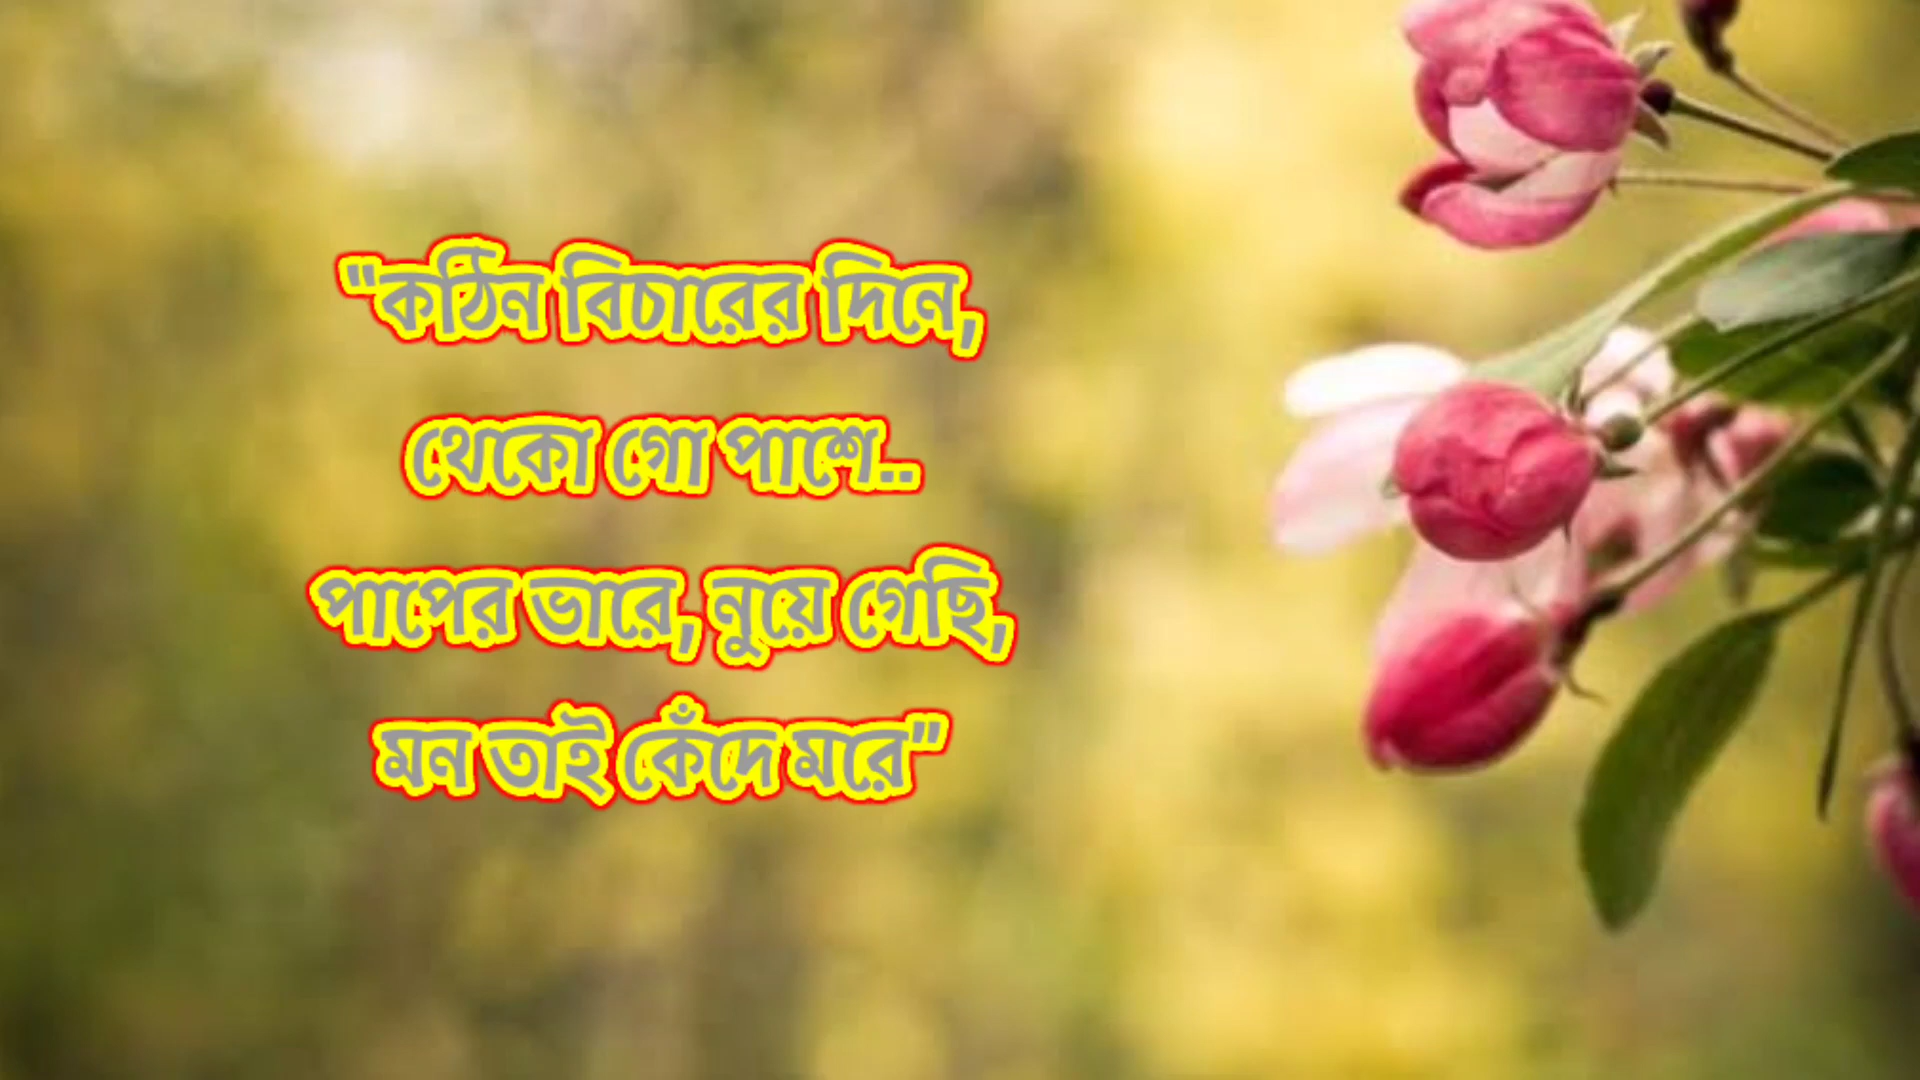 "কঠিন বিচারের দিনে,
থেকো গো পাশে..
পাপের ভারে, নুয়ে গেছি,
মন তাই কেঁদে মরে"